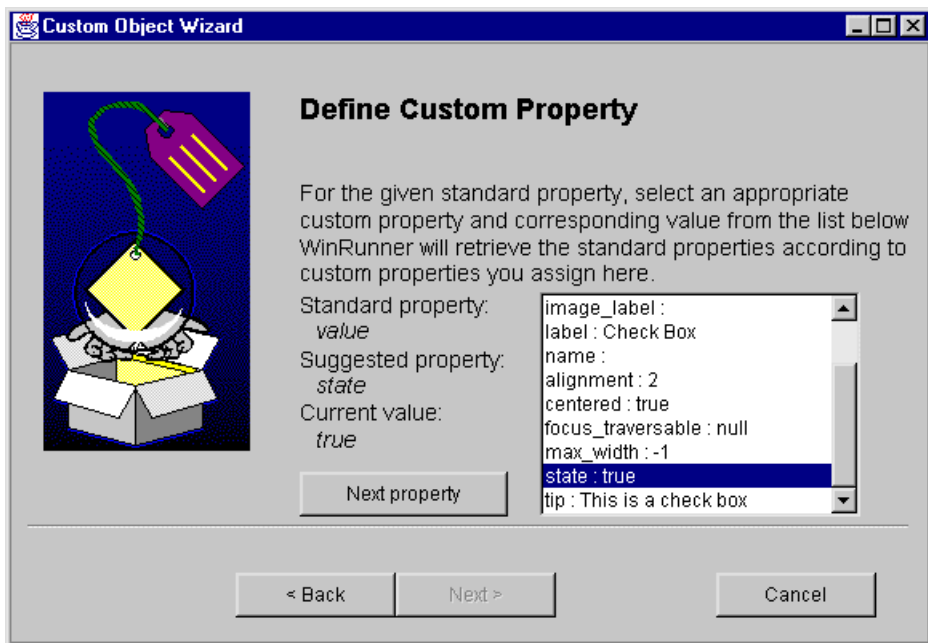 Custom Object Wizard
Define Custom Property
For the given standard property, select an appropriate
custom property and corresponding value from the list below
WinRunner will retrieve the standard properties according to
custom properties you assign here.
Standard property:
value
Suggested property:
state
Current value:
true
Next property
image_label :
label : Check Box
name :
alignment : 2
centered : true
focus_traversable : null
max_width : -1
state : true
tip : This is a check box
< Back
Next >
Cancel